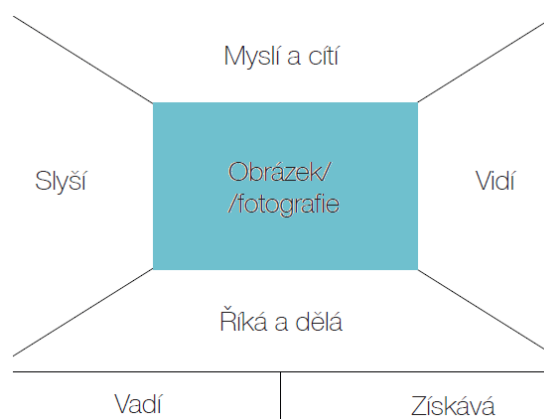 Myslí a cítí
Slyší
Obrázek/
/fotografie
Vidí
Říká a dělá
Vadí
Získává